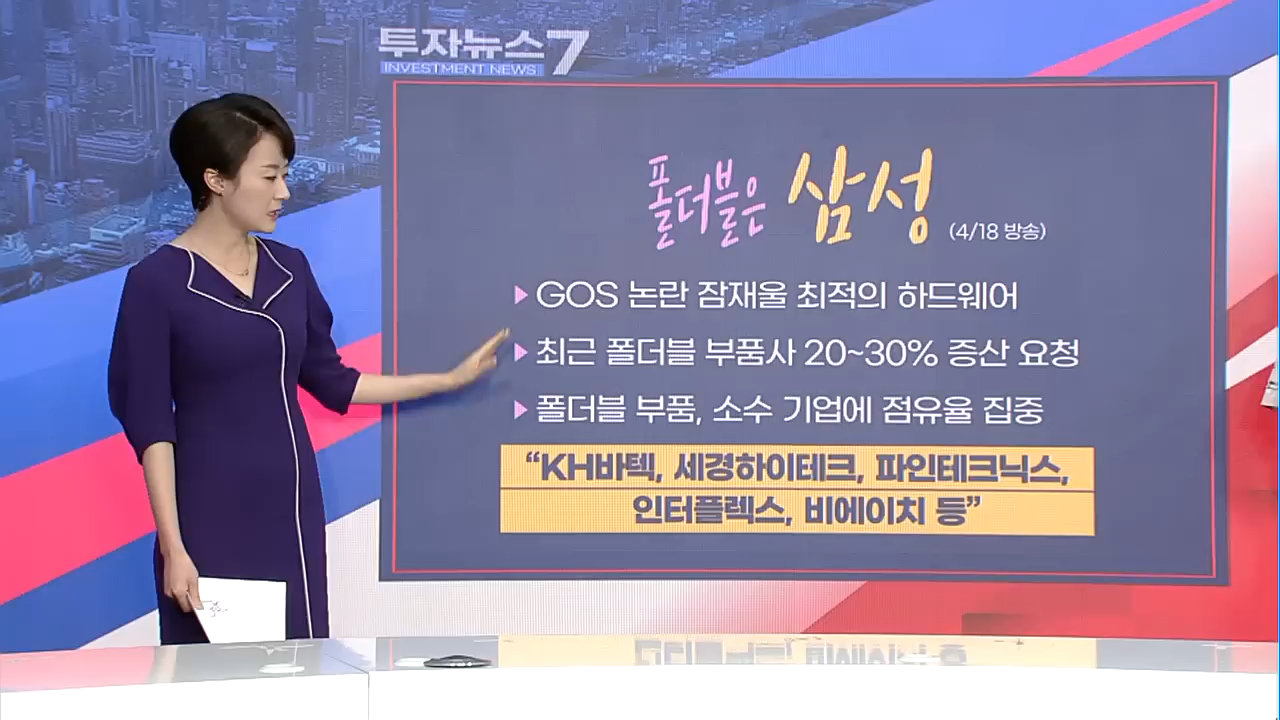 투자뉴스7
INVESTMENT NEWS
폴더블은 삼성 (4/18 방송)
▶ GOS 논란 잠재울 최적의 하드웨어
▶ 최근 폴더블 부품사 20~30% 증산 요청
▶ 폴더블 부품, 소수 기업에 점유율 집중
“KH바텍, 세경하이테크, 파인테크닉스,
인터플렉스, 비에이치 등”